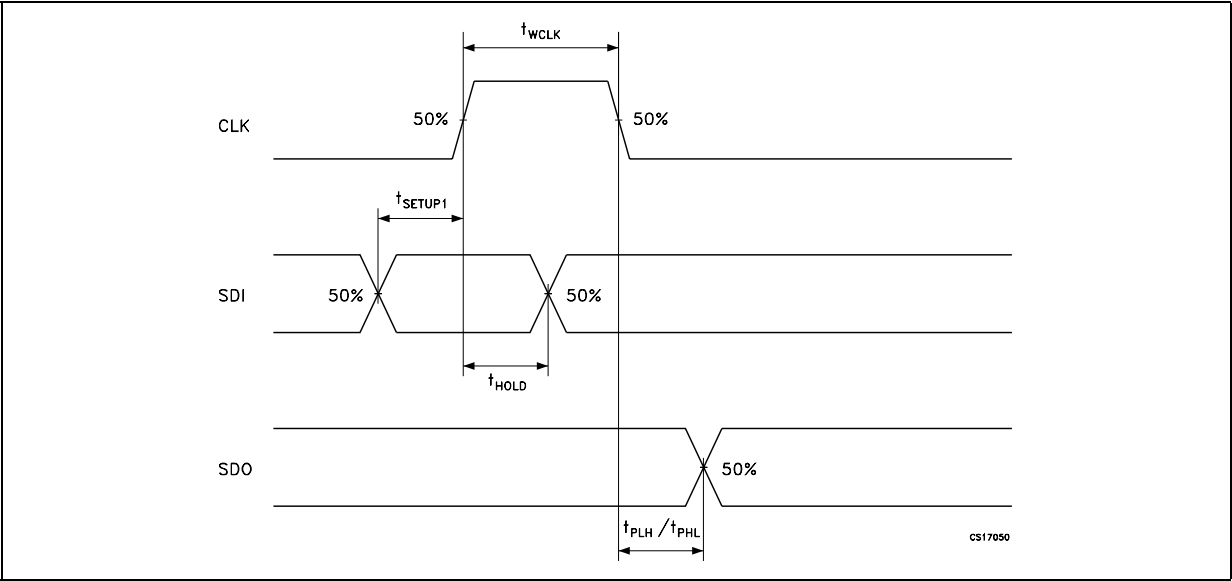 tWCLK
50%
50%
CLK
tSETUP1
SDI
50%
50%
tHOLD
SDO
50%
tPLH /tPHL
CS17050